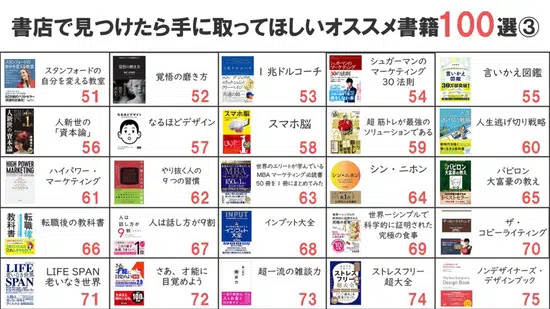 書店で見つけたら手に取ってほしいオススメ書籍100選③
スタンフォードの
自分を変える教室
51
覚悟の磨き方
52
1兆ドルコーチ
53
シュガーマンの
マーケティング
30法則
54
言いかえ図鑑
55
人新世の
「資本論」
56
なるほどデザイン
57
スマホ脳
58
超 筋トレが最強の
ソリューションである
59
人生逃げ切り戦略
60
ハイパワー・
マーケティング
61
やり抜く人の
9つの習慣
62
世界のエリートが学んでいる
MBAマーケティング必読書
50冊を1冊にまとめてみた
63
シン・ニホン
64
バビロン
大富豪の教え
65
転職後の教科書
66
人は話し方が9割
67
インプット大全
68
世界一シンプルで
科学的に証明された
究極の食事
69
ザ・
コピーライティング
70
LIFE SPAN
老いなき世界
71
さあ、才能に
目覚めよう
72
超一流の雑談力
73
ストレスフリー
超大全
74
ノンデザイナーズ・
デザインブック
75